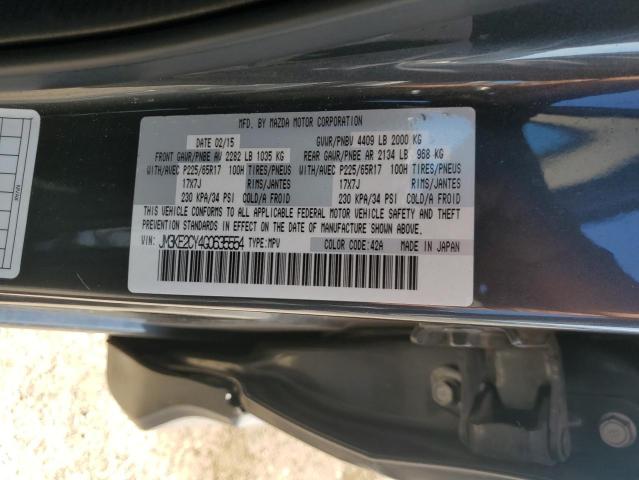 MFD. BY MAZDA MOTOR CORPORATION
DATE 02/15 GVWR/PNBV 4409 LB 2000 KG
FRONT GAWR/PNBE AV 2282 LB 1035 KG REAR GAWR/PNBE AR 2134 LB 968 KG
WITH/AVEC P225/65R17 100H TIRES/PNEUS WITH/AVEC P225/65R17 100H TIRES/PNEUS
17X7J RIMS/JANTES 17X7J RIMS/JANTES
230 KPA/34 PSI COLD/A FROID 230 KPA/34 PSI COLD/A FROID
THIS VEHICLE CONFORMS TO ALL APPLICABLE FEDERAL MOTOR VEHICLE SAFETY AND THEFT
PREVENTION STANDARDS IN EFFECT ON THE DATE OF MANUFACTURE SHOWN ABOVE.
VIN: JM3KE2CY4G0635554 TYPE:MPV COLOR CODE:42A MADE IN JAPAN